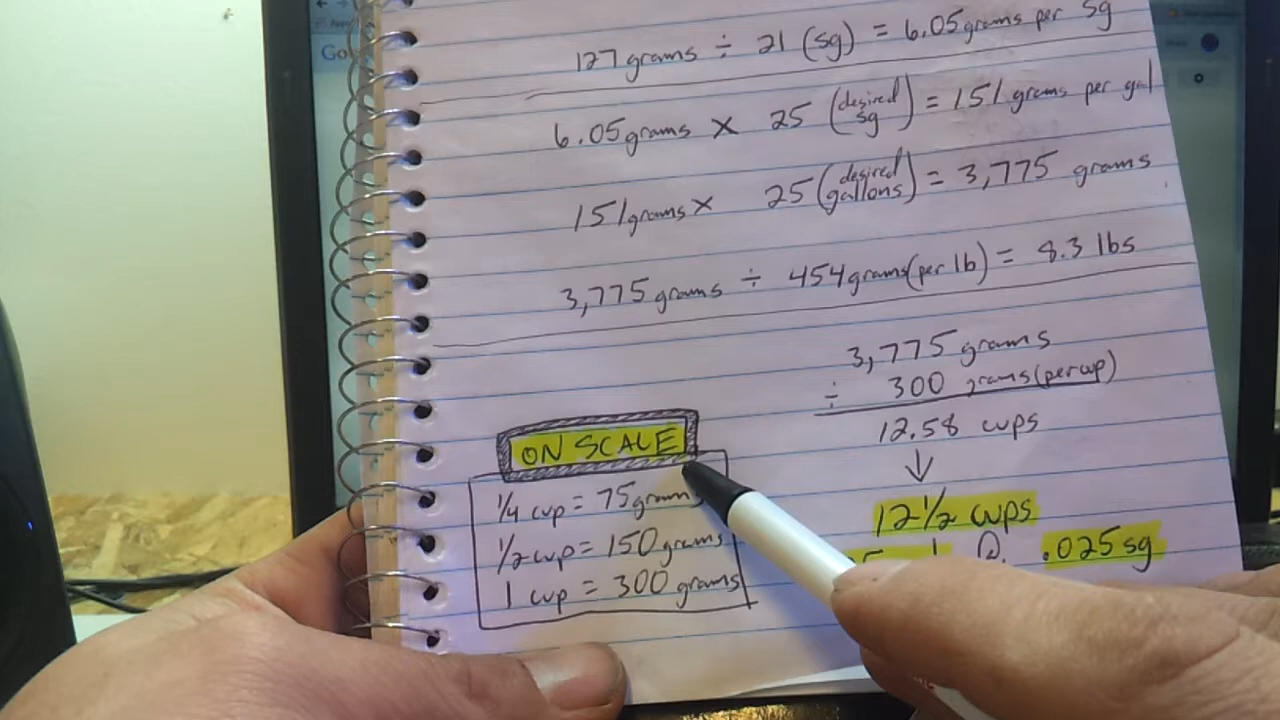 127 grams ÷ 21 (sg) = 6.05 grams per sg
6.05 grams × 25 (desired sg) = 151 grams per gal
151 grams × 25 (desired gallons) = 3,775 grams
3,775 grams ÷ 454 grams (per lb) = 8.3 lbs
3,775 grams
÷ 300 grams (per cup)
12.58 cups
↓
12 1/2 cups
.025 sg
ON SCALE
1/4 cup = 75 grams
1/2 cup = 150 grams
1 cup = 300 grams